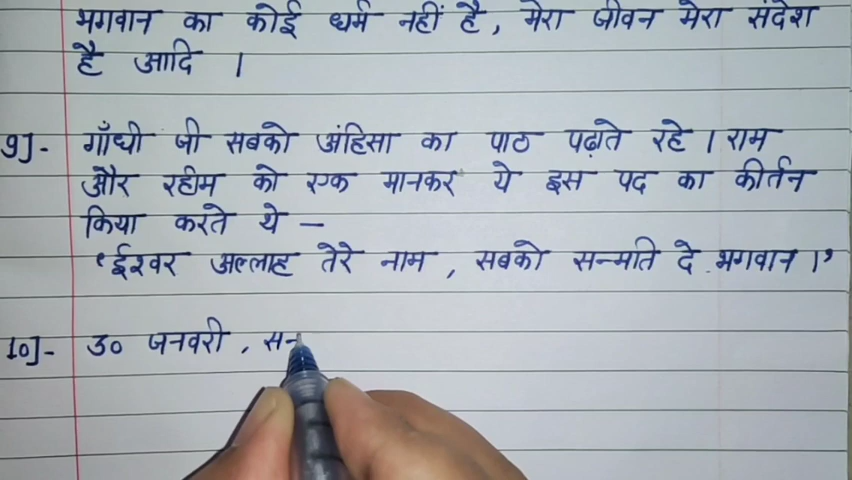 भगवान का कोई धर्म नहीं है, मेरा जीवन मेरा संदेश
है आदि ।
9]- गाँधी जी सबको अंहिसा का पाठ पढ़ाते रहे । राम
और रहीम को एक मानकर ये इस पद का कीर्तन
किया करते थे –
‘ईश्वर अल्लाह तेरे नाम, सबको सन्मति दे भगवान ।’
10]- 30 जनवरी, सन